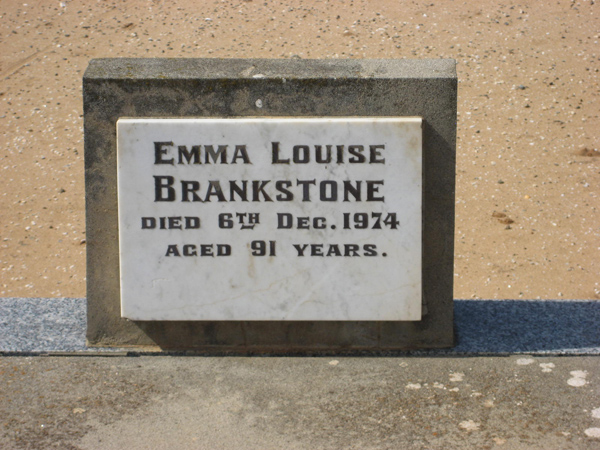 EMMA LOUISE
BRANKSTONE
DIED 6TH DEC. 1974
AGED 91 YEARS.